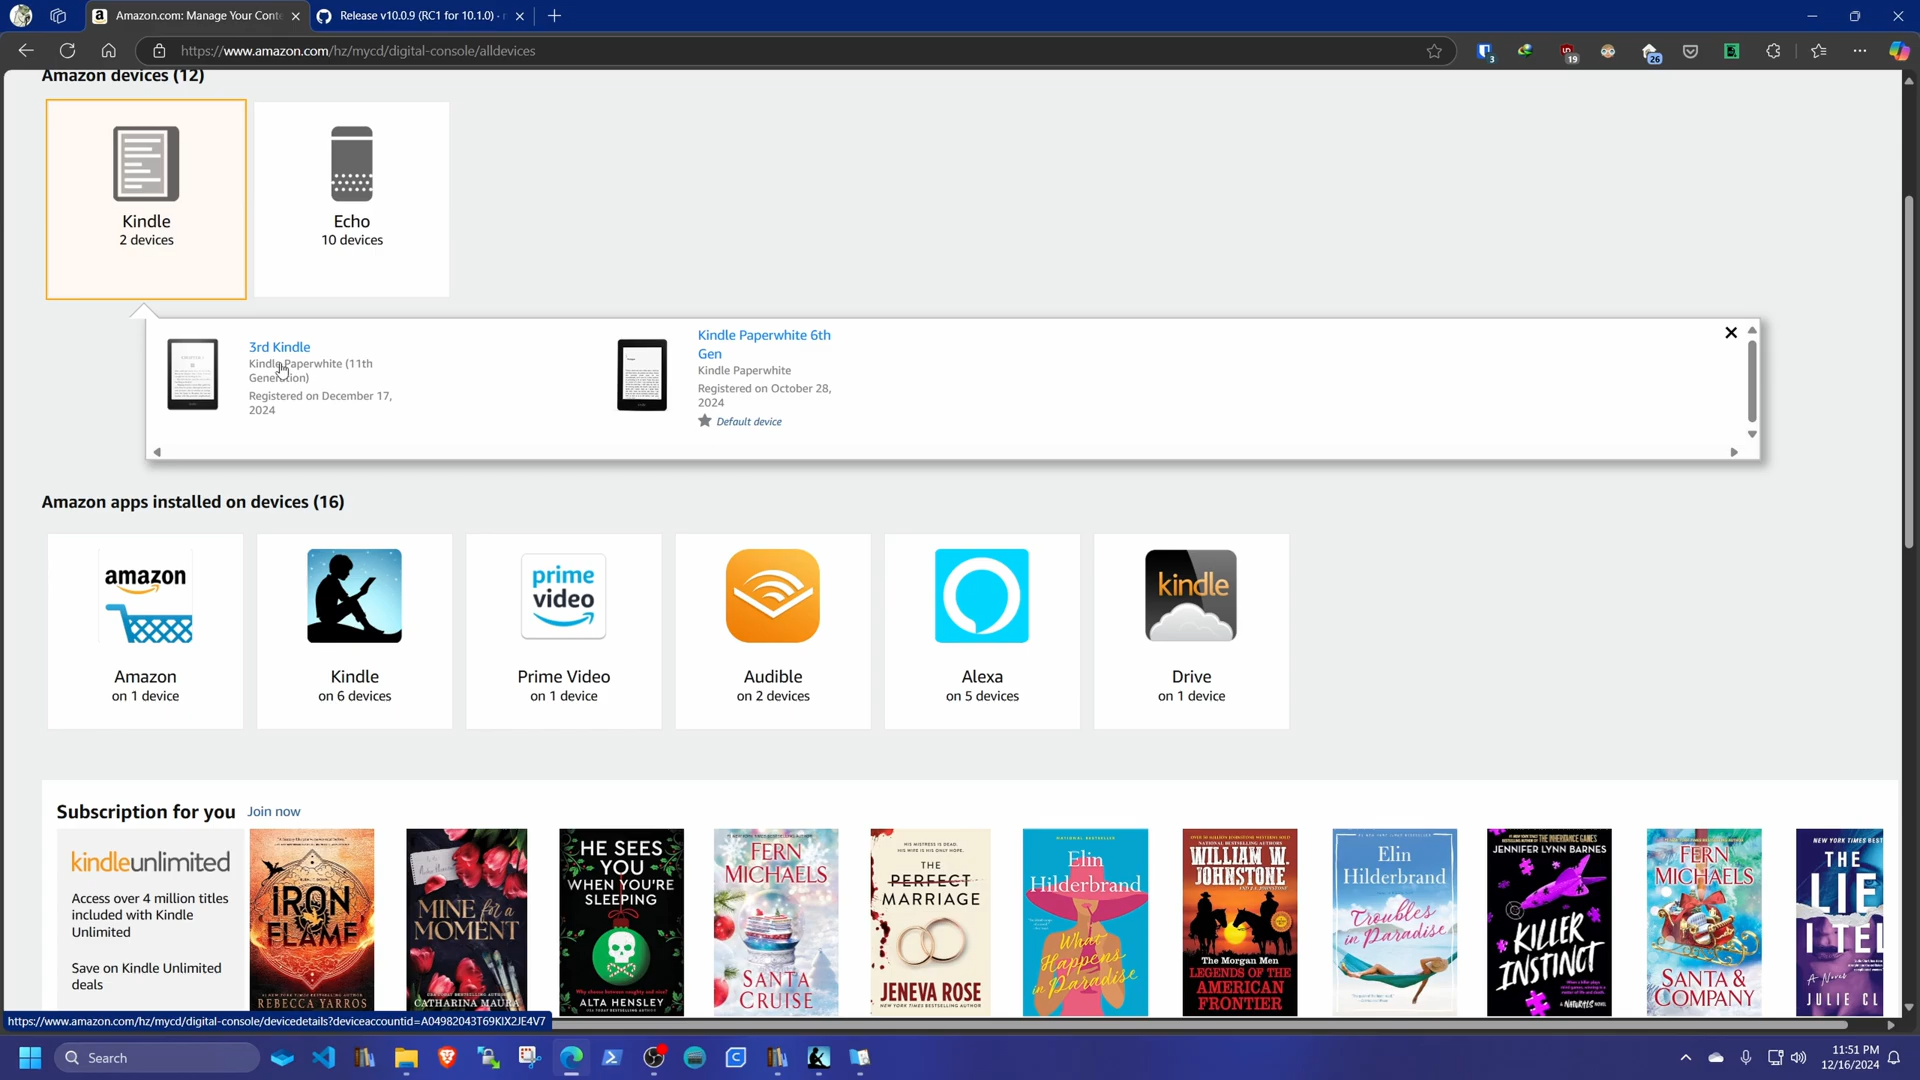 Amazon.com: Manage Your Conte
Release v10.0.9 (RC1 for 10.1.0) ·
https://www.amazon.com/hz/mycd/digital-console/alldevices
3
19
26
Amazon devices (12)
Kindle
2 devices
Echo
10 devices
3rd Kindle
Kindle Paperwhite (11th
Generation)
Registered on December 17,
2024
Kindle Paperwhite 6th
Gen
Kindle Paperwhite
Registered on October 28,
2024
Default device
Amazon apps installed on devices (16)
amazon
prime
video
kindle
Amazon
on 1 device
Kindle
on 6 devices
Prime Video
on 1 device
Audible
on 2 devices
Alexa
on 5 devices
Drive
on 1 device
Subscription for you Join now
kindleunlimited
Access over 4 million titles
included with Kindle
Unlimited
Save on Kindle Unlimited
deals
IRON
FLAME
REBECCA YARROS
MINE for a
MOMENT
CATHARINA MAURA
HE SEES
YOU
WHEN YOU'RE
SLEEPING
ALTA HENSLEY
FERN
MICHAELS
SANTA
CRUISE
THE
PERFECT
MARRIAGE
JENEVA ROSE
NATIONAL BESTSELLER
Elin
Hilderbrand
What
Happens
in Paradise
WILLIAM W.
JOHNSTONE
The Morgan Men
LEGENDS OF THE
AMERICAN
FRONTIER
Elin
Hilderbrand
Troubles
in Paradise
THE INHERITANCE GAMES
JENNIFER LYNN BARNES
KILLER
INSTINCT
FERN
MICHAELS
SANTA &
COMPANY
NEW YORK TIMES BEST
THE
LIE
I TEL
A Novel
JULIE CL
https://www.amazon.com/hz/mycd/digital-console/devicedetails?deviceaccountid=A04982043T69KIX2JE4V7
Search
11:51 PM
12/16/2024